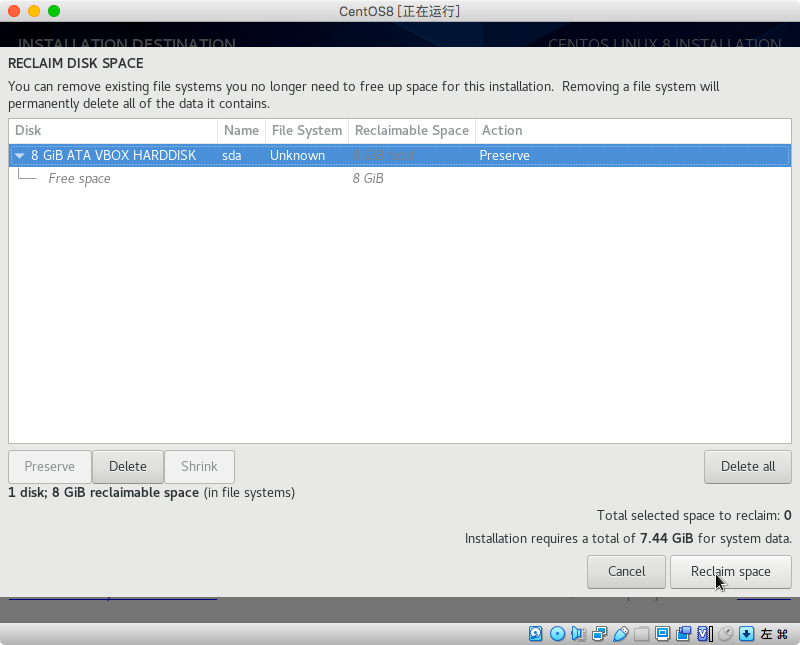 CentOS8 [正在运行]
INSTALLATION DESTINATION
CENTOS LINUX 8 INSTALLATION
RECLAIM DISK SPACE
You can remove existing file systems you no longer need to free up space for this installation. Removing a file system will
permanently delete all of the data it contains.
Disk Name File System Reclaimable Space Action
8 GiB ATA VBOX HARDDISK sda Unknown Preserve
Free space 8 GiB
Preserve Delete Shrink Delete all
1 disk; 8 GiB reclaimable space (in file systems)
Total selected space to reclaim: 0
Installation requires a total of 7.44 GiB for system data.
Cancel Reclaim space
左 ⌘